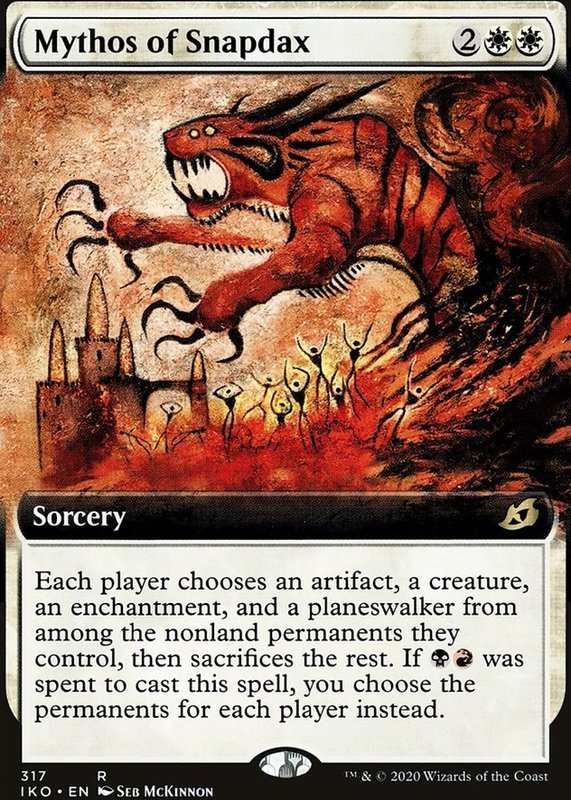 Mythos of Snapdax 2
Sorcery
Each player chooses an artifact, a creature,
an enchantment, and a planeswalker from
among the nonland permanents they
control, then sacrifices the rest. If was
spent to cast this spell, you choose the
permanents for each player instead.
317 R
IKO • EN Seb McKinnon
™ & © 2020 Wizards of the Coast